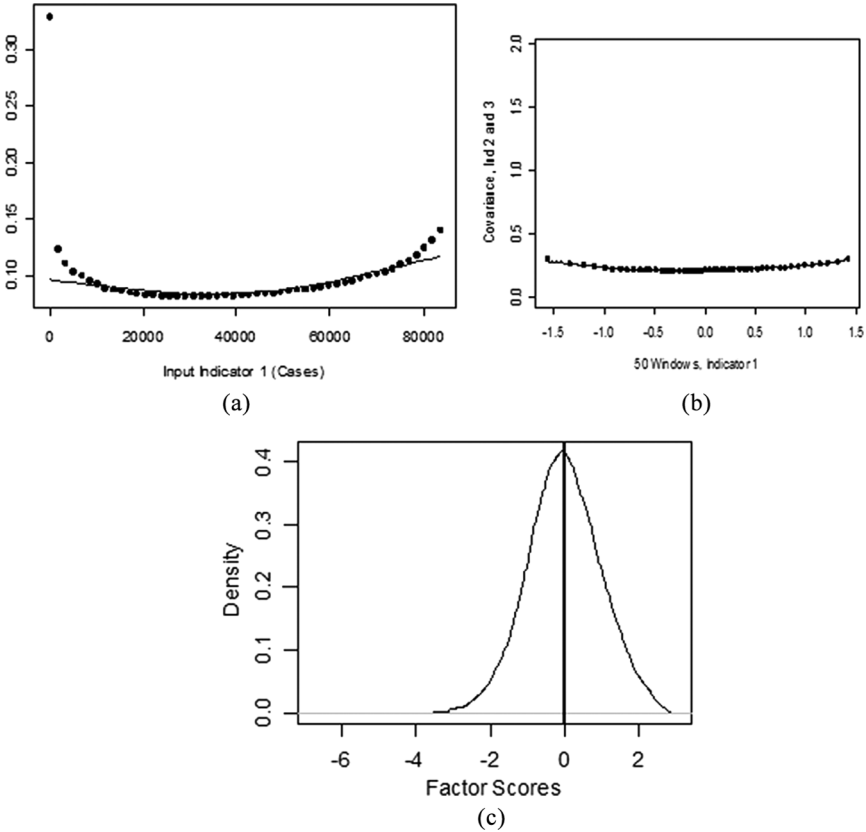 0.30
0.25
0.20
0.15
0.10
0 20000 40000 60000 80000
Input Indicator 1 (Cases)
(a)
2.0
1.5
1.0
0.5
0.0
Covariance, Ind 2 and 3
-1.5 -1.0 -0.5 0.0 0.5 1.0 1.5
50 Windows, Indicator 1
(b)
0.4
0.3
0.2
0.1
0.0
Density
-6 -4 -2 0 2
Factor Scores
(c)